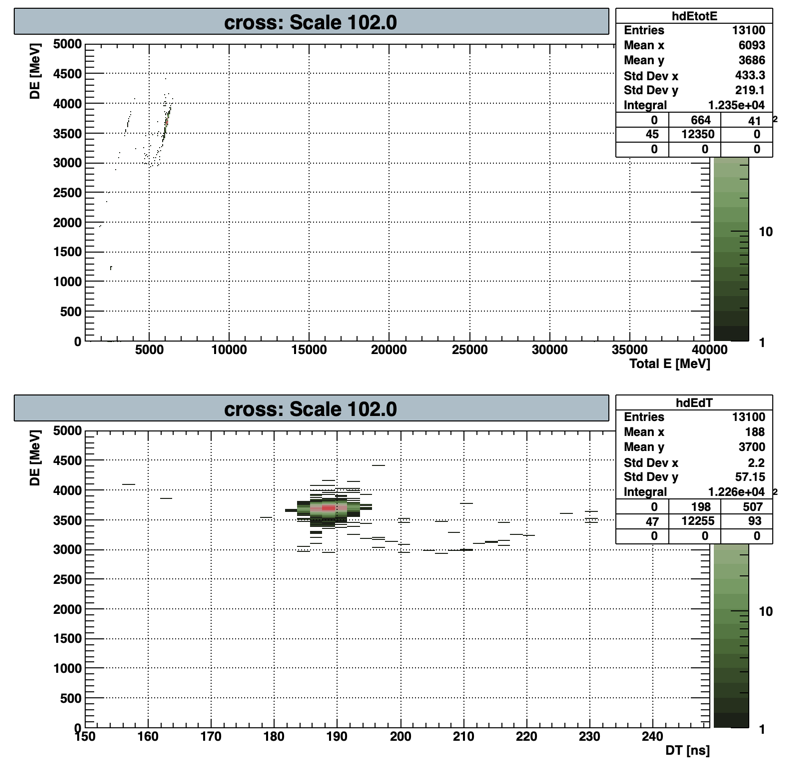 cross: Scale 102.0
hdEtotE
Entries 13100
Mean x 6093
Mean y 3686
Std Dev x 433.3
Std Dev y 219.1
Integral 1.235e+04
0 664 41
45 12350 0
0 0 0
2
DE [MeV]
5000
4500
4000
3500
3000
2500
2000
1500
1000
500
0
10
1
5000 10000 15000 20000 25000 30000 35000 40000
Total E [MeV]
cross: Scale 102.0
hdEdT
Entries 13100
Mean x 188
Mean y 3700
Std Dev x 2.2
Std Dev y 57.15
Integral 1.226e+04
0 198 507
47 12255 93
0 0 0
2
DE [MeV]
5000
4500
4000
3500
3000
2500
2000
1500
1000
500
0
10
1
150 160 170 180 190 200 210 220 230 240
DT [ns]